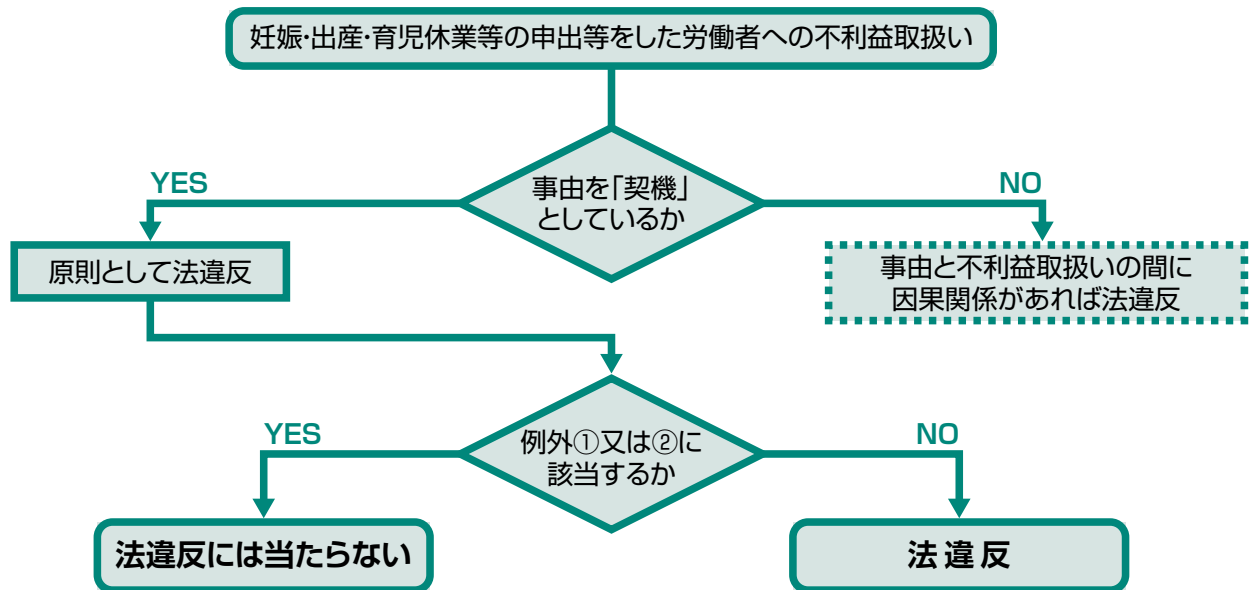 妊娠・出産・育児休業等の申出等をした労働者への不利益取扱い
事由を「契機」
としているか
YES
NO
原則として法違反
事由と不利益取扱いの間に
因果関係があれば法違反
例外①又は②に
該当するか
YES
NO
法違反には当たらない
法違反